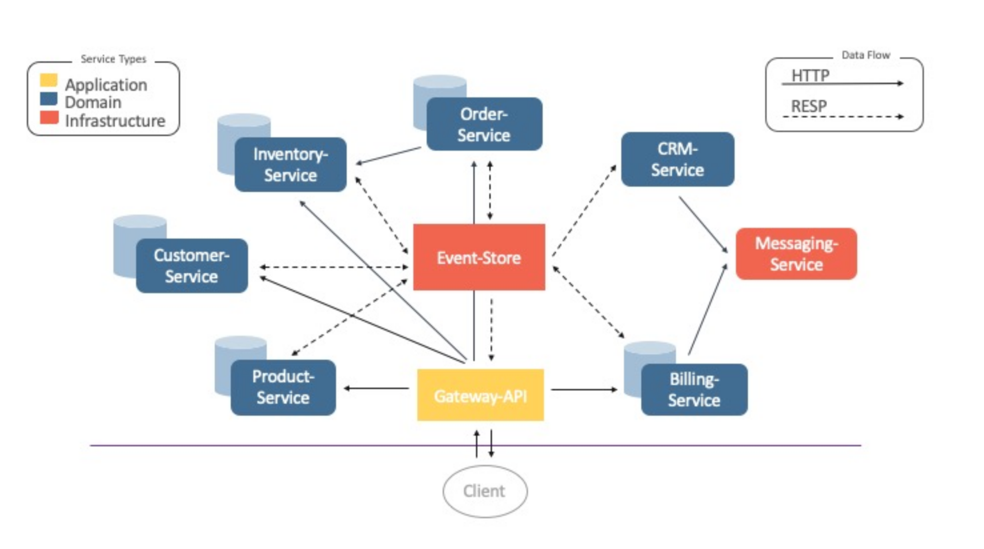 Service Types
Application
Domain
Infrastructure
Data Flow
HTTP
RESP
Order-
Service
Inventory-
Service
CRM-
Service
Customer-
Service
Event-Store
Messaging-
Service
Product-
Service
Gateway-API
Billing-
Service
Client